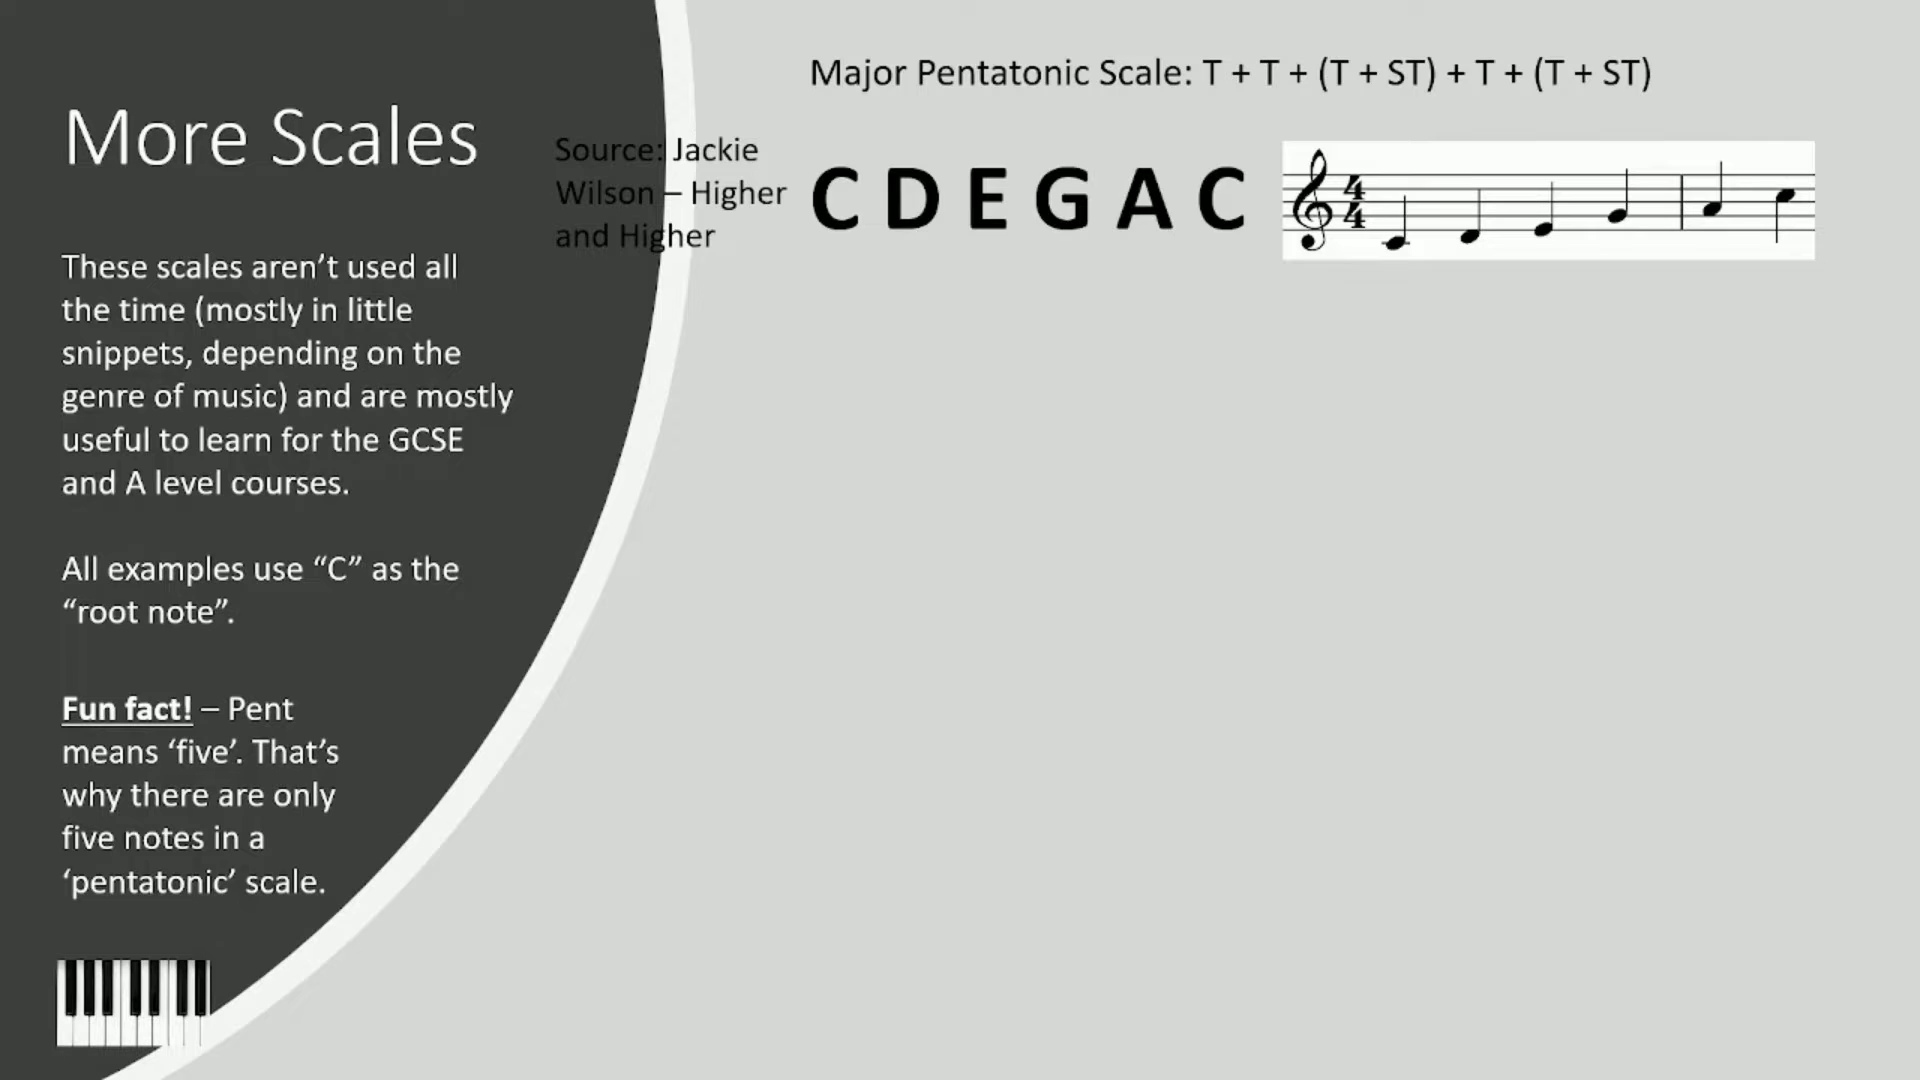 More Scales
These scales aren’t used all
the time (mostly in little
snippets, depending on the
genre of music) and are mostly
useful to learn for the GCSE
and A level courses.
All examples use “C” as the
“root note”.
Fun fact! – Pent
means ‘five’. That’s
why there are only
five notes in a
‘pentatonic’ scale.
Major Pentatonic Scale: T + T + (T + ST) + T + (T + ST)
Source: Jackie
Wilson – Higher
and Higher
C D E G A C
4
4